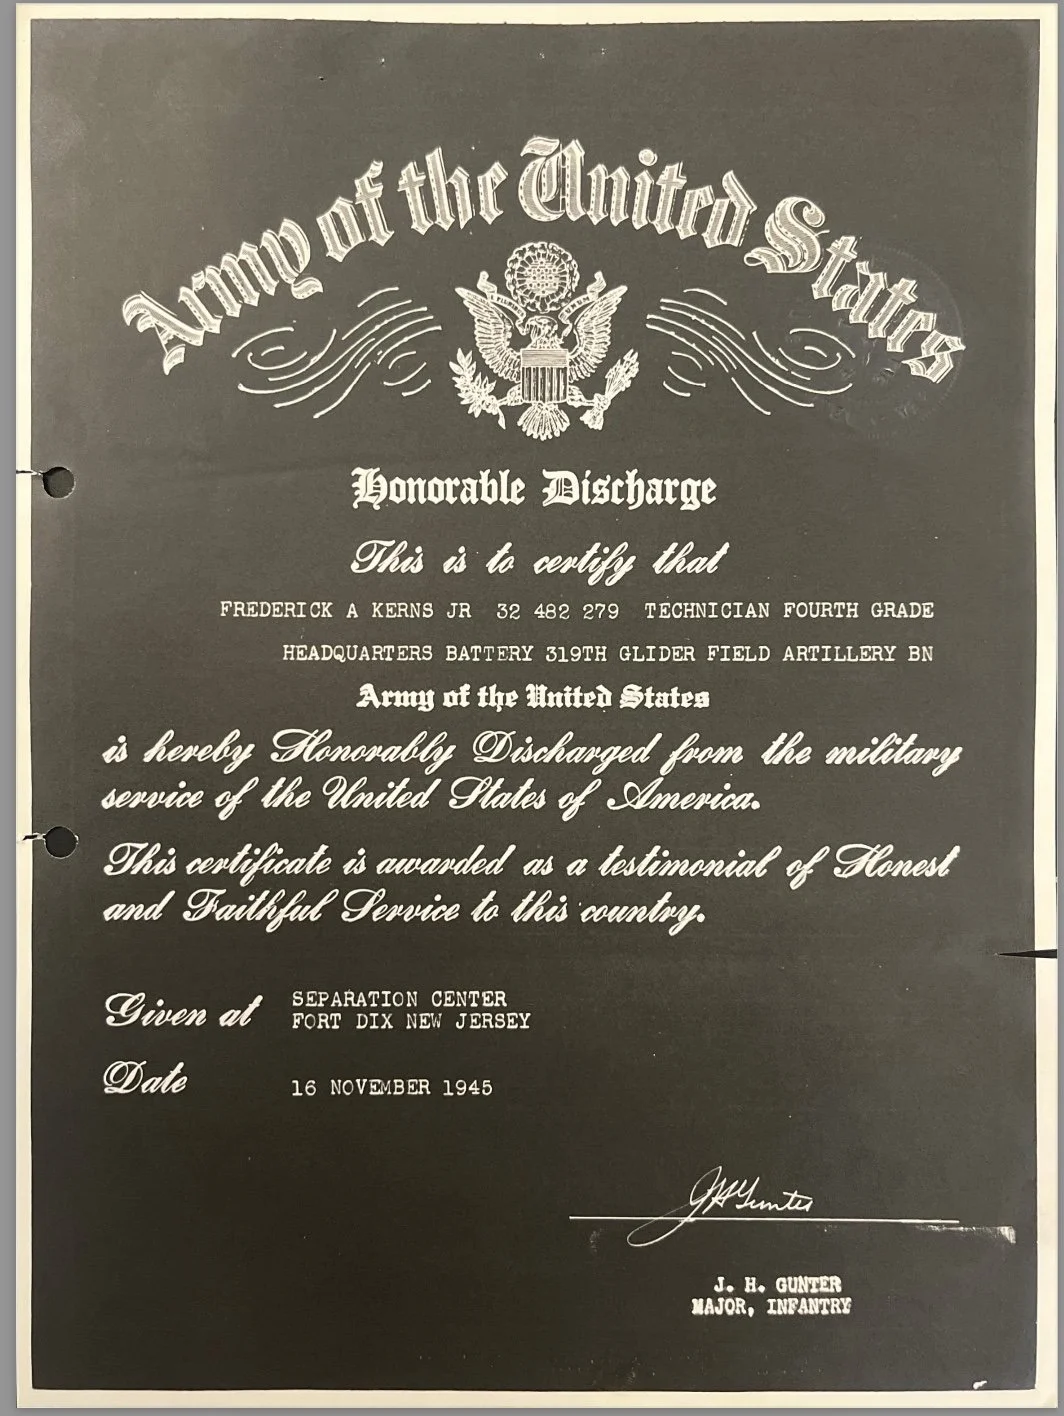 Army of the United States
Honorable Discharge
This is to certify that
FREDERICK A KERNS JR 32 482 279 TECHNICIAN FOURTH GRADE
HEADQUARTERS BATTERY 319TH GLIDER FIELD ARTILLERY BN
Army of the United States
is hereby Honorably Discharged from the military
service of the United States of America.
This certificate is awarded as a testimonial of Honest
and Faithful Service to this country.
Given at SEPARATION CENTER
FORT DIX NEW JERSEY
Date 16 NOVEMBER 1945
J H Gunter
J. H. GUNTER
MAJOR, INFANTRY